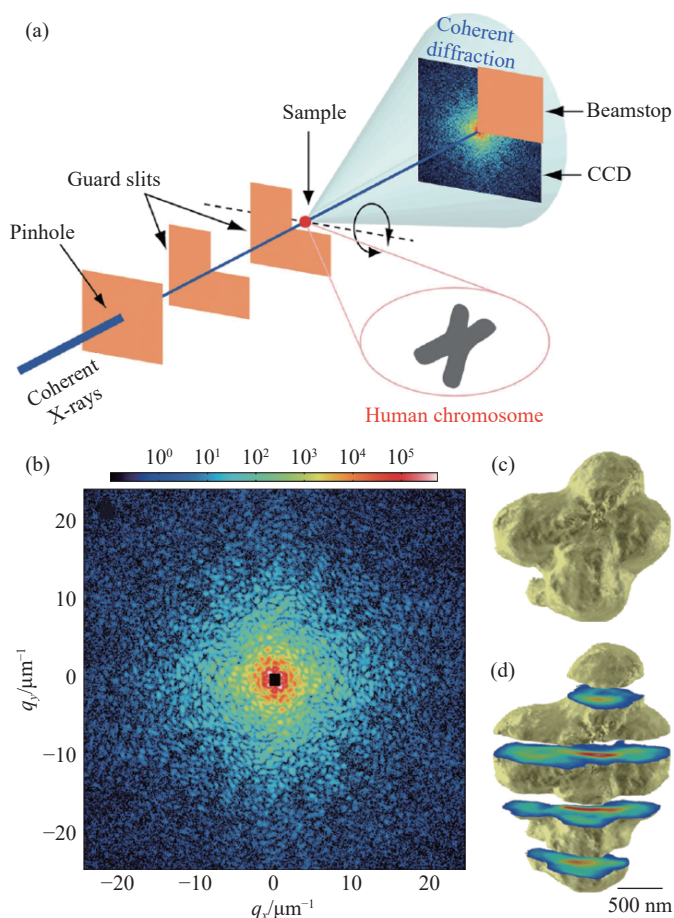 (a)
Coherent
diffraction
Beamstop
Sample
CCD
Guard slits
Pinhole
Coherent
X-rays
Human chromosome
(b)
10⁰ 10¹ 10² 10³ 10⁴ 10⁵
20
10
0
−10
−20
q_y/μm⁻¹
−20 −10 0 10 20
q_x/μm⁻¹
(c)
(d)
500 nm